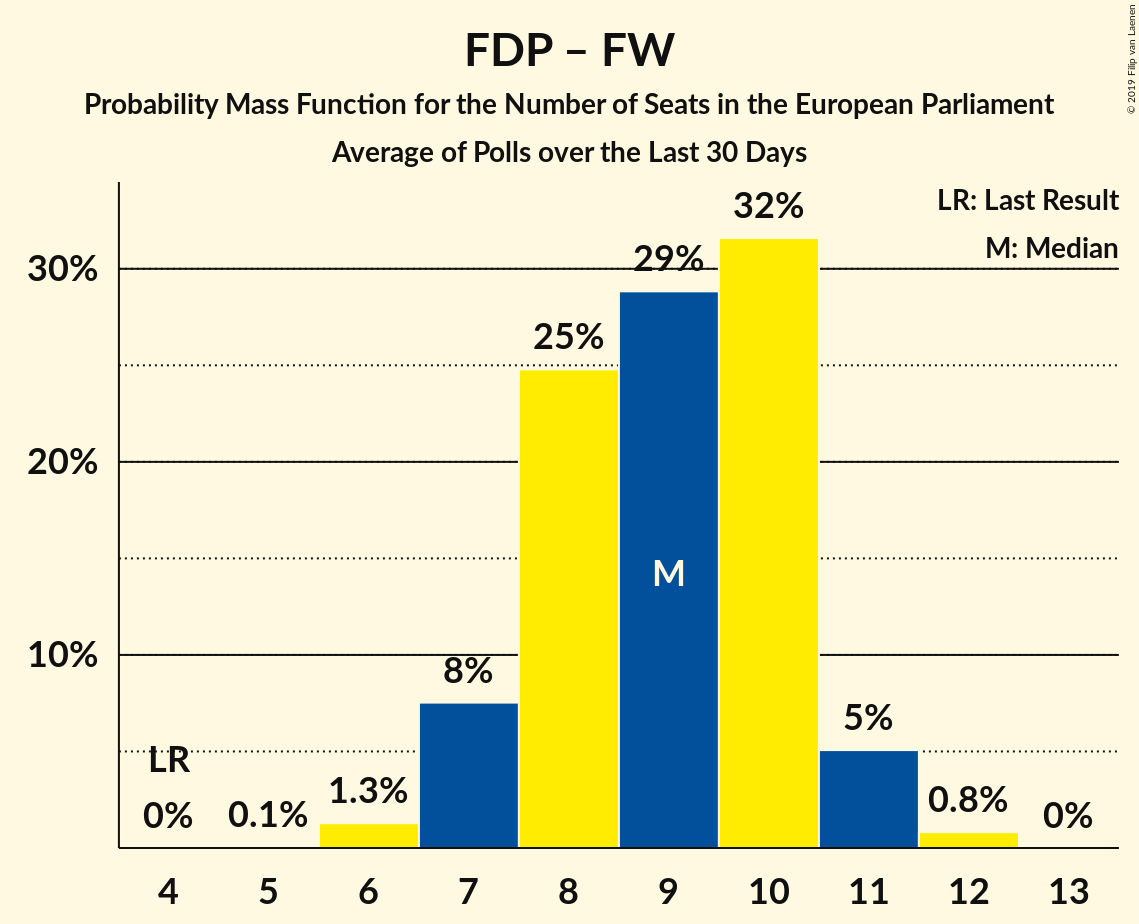 FDP – FW
Probability Mass Function for the Number of Seats in the European Parliament
Average of Polls over the Last 30 Days
© 2019 Filip van Laenen
LR: Last Result
M: Median
32%
30%
29%
25%
20%
M
10%
8%
5%
LR
1.3%
0.8%
0%
0.1%
0%
4 5 6 7 8 9 10 11 12 13